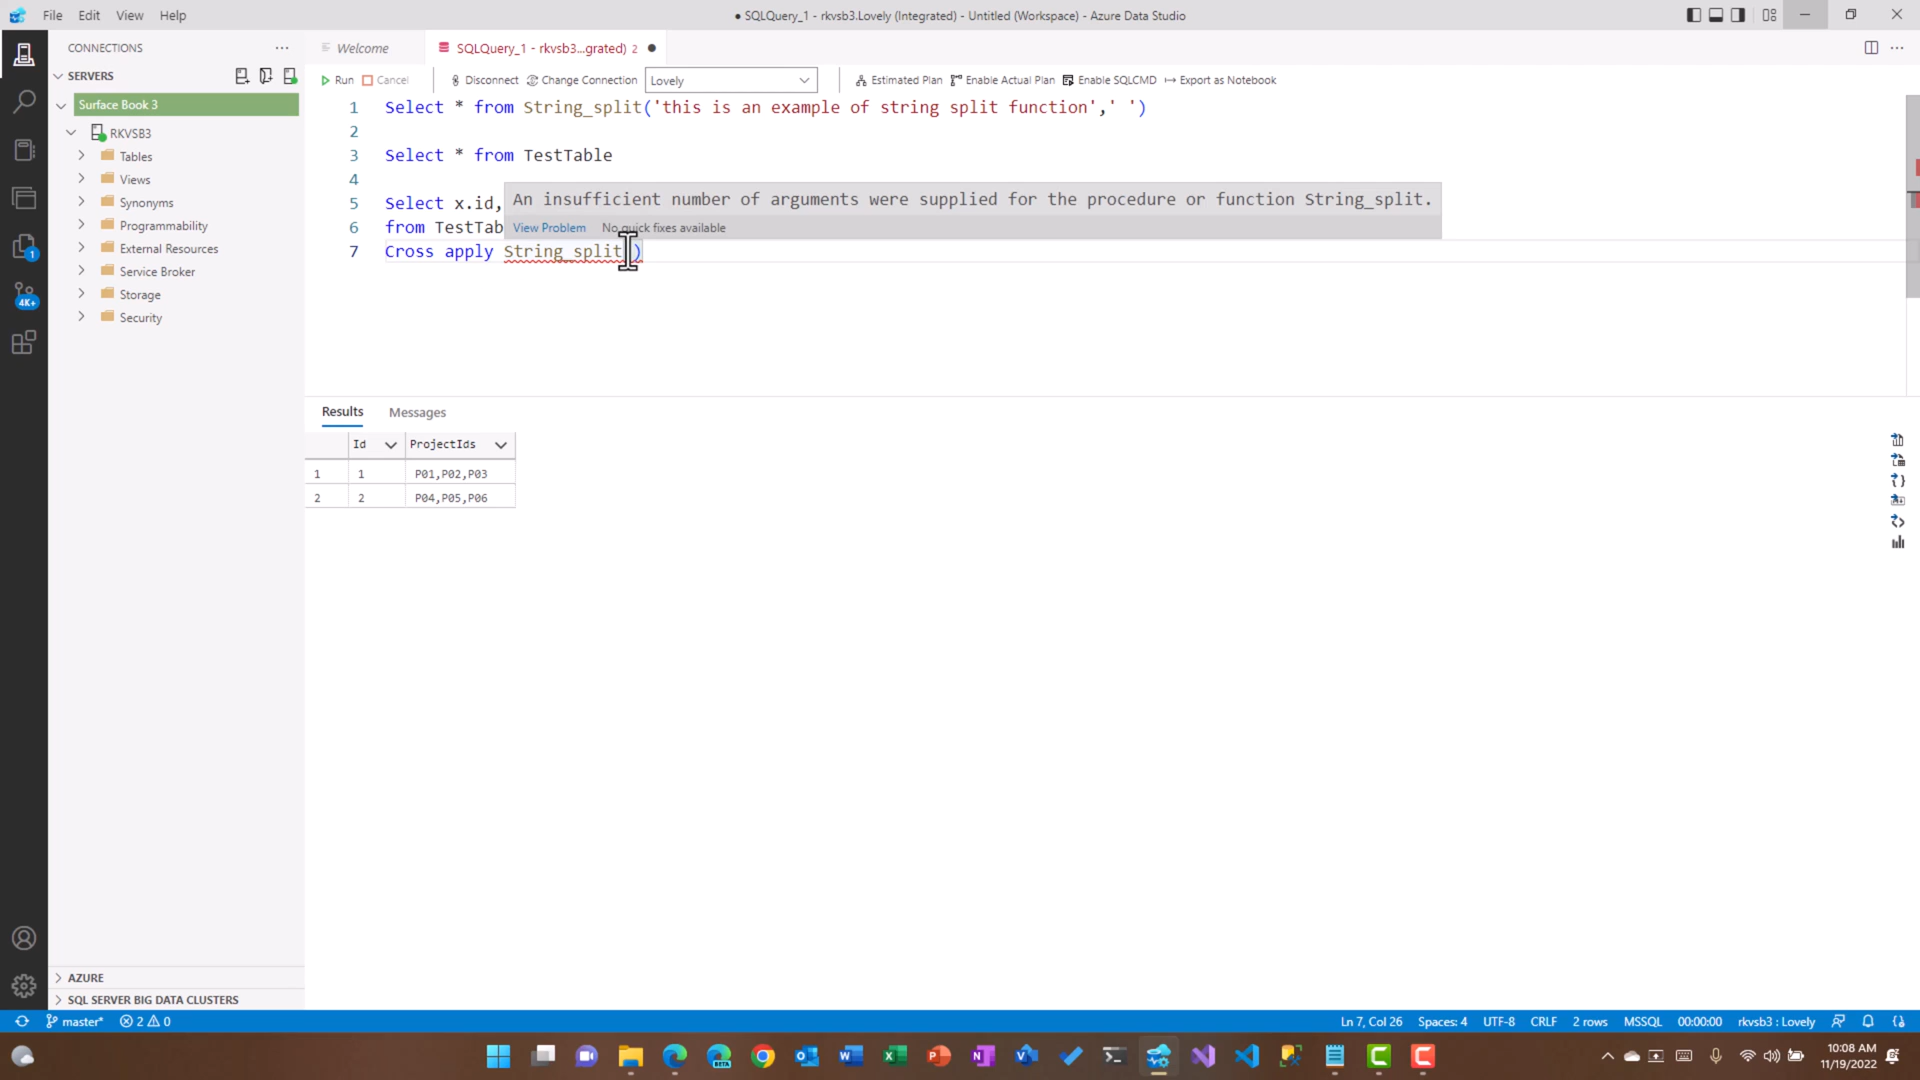 File Edit View Help
● SQLQuery_1 - rkvsb3.Lovely (Integrated) - Untitled (Workspace) - Azure Data Studio
CONNECTIONS
Welcome
SQLQuery_1 - rkvsb3...grated) 2 ●
SERVERS
Run Cancel Disconnect Change Connection Lovely Estimated Plan Enable Actual Plan Enable SQLCMD Export as Notebook
Surface Book 3
RKVSB3
Tables
Views
Synonyms
Programmability
External Resources
Service Broker
Storage
Security
1 Select * from String_split('this is an example of string split function',' ')
2
3 Select * from TestTable
4
5 Select x.id,
6 from TestTab
7 Cross apply String_split()
An insufficient number of arguments were supplied for the procedure or function String_split.
View Problem No quick fixes available
1
4K+
Results Messages
Id ProjectIds
1 1 P01,P02,P03
2 2 P04,P05,P06
AZURE
SQL SERVER BIG DATA CLUSTERS
master* 2 0
Ln 7, Col 26 Spaces: 4 UTF-8 CRLF 2 rows MSSQL 00:00:00 rkvsb3 : Lovely
BETA
10:08 AM
11/19/2022